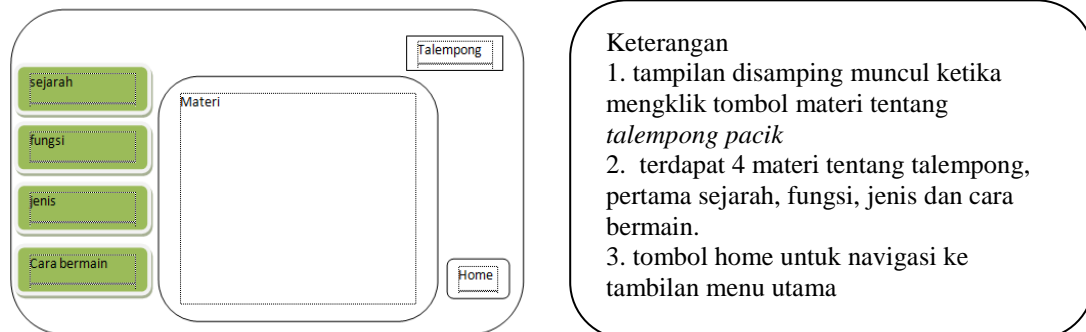 Talempong
sejarah
Materi
fungsi
jenis
Cara bermain
Home
Keterangan
1. tampilan disamping muncul ketika
mengklik tombol materi tentang
talempong pacik
2. terdapat 4 materi tentang talempong,
pertama sejarah, fungsi, jenis dan cara
bermain.
3. tombol home untuk navigasi ke
tambilan menu utama